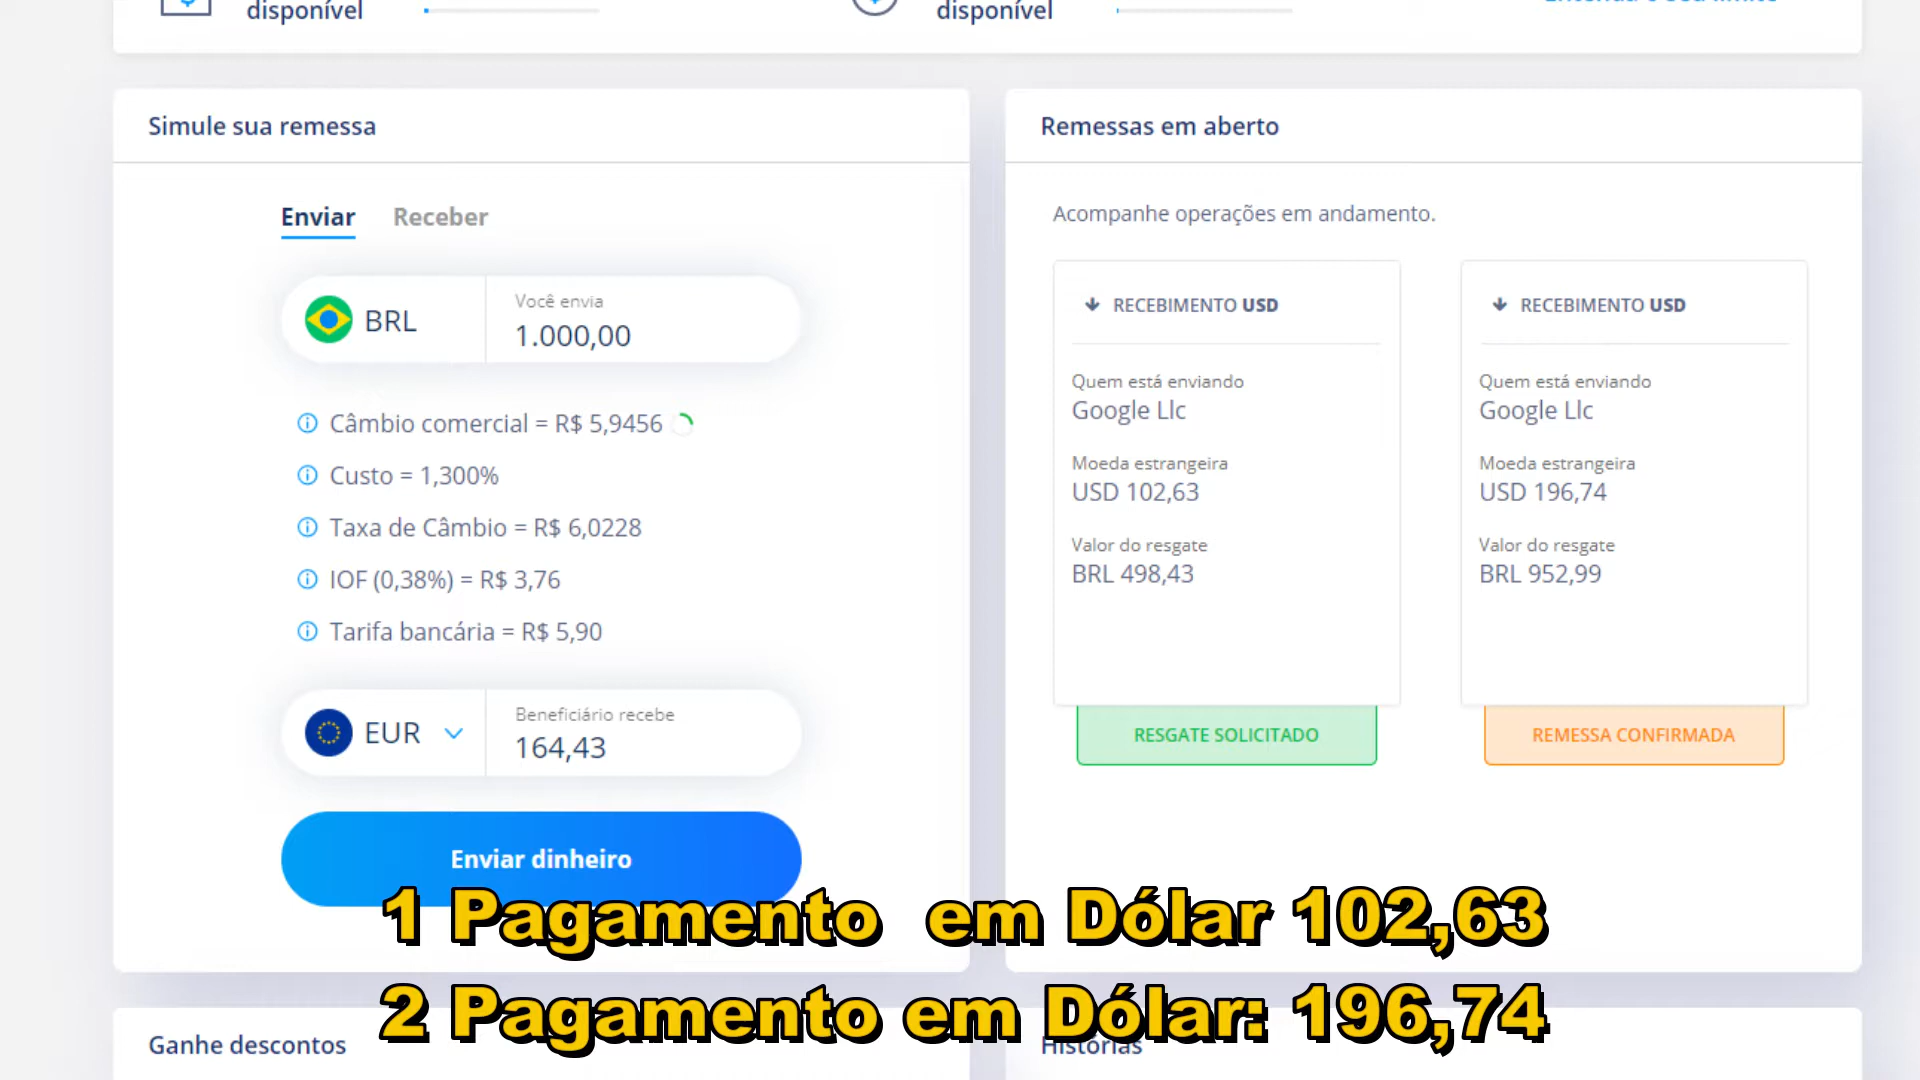 disponível
disponível
Simule sua remessa
Enviar
Receber
BRL
Você envia
1.000,00
Câmbio comercial = R$ 5,9456
Custo = 1,300%
Taxa de Câmbio = R$ 6,0228
IOF (0,38%) = R$ 3,76
Tarifa bancária = R$ 5,90
EUR
Beneficiário recebe
164,43
Enviar dinheiro
Remessas em aberto
Acompanhe operações em andamento.
RECEBIMENTO USD
Quem está enviando
Google Llc
Moeda estrangeira
USD 102,63
Valor do resgate
BRL 498,43
RESGATE SOLICITADO
RECEBIMENTO USD
Quem está enviando
Google Llc
Moeda estrangeira
USD 196,74
Valor do resgate
BRL 952,99
REMESSA CONFIRMADA
1 Pagamento em Dólar 102,63
2 Pagamento em Dólar: 196,74
Ganhe descontos
Histórias